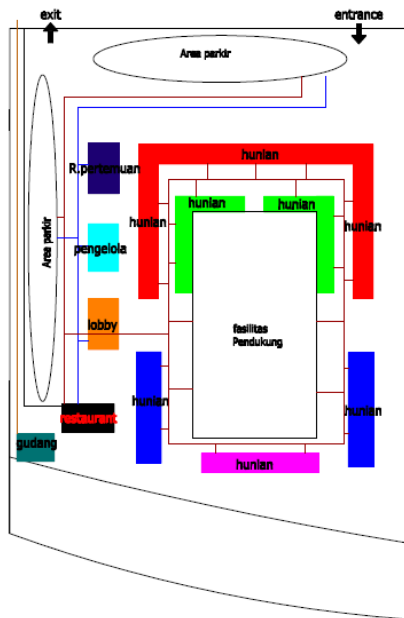 exit
entrance
Area parkir
hunian
R.pertemuan
hunian
hunian
hunian
hunian
Area parkir
pengelola
lobby
fasilitas
Pendukung
hunian
hunian
restaurant
gudang
hunian